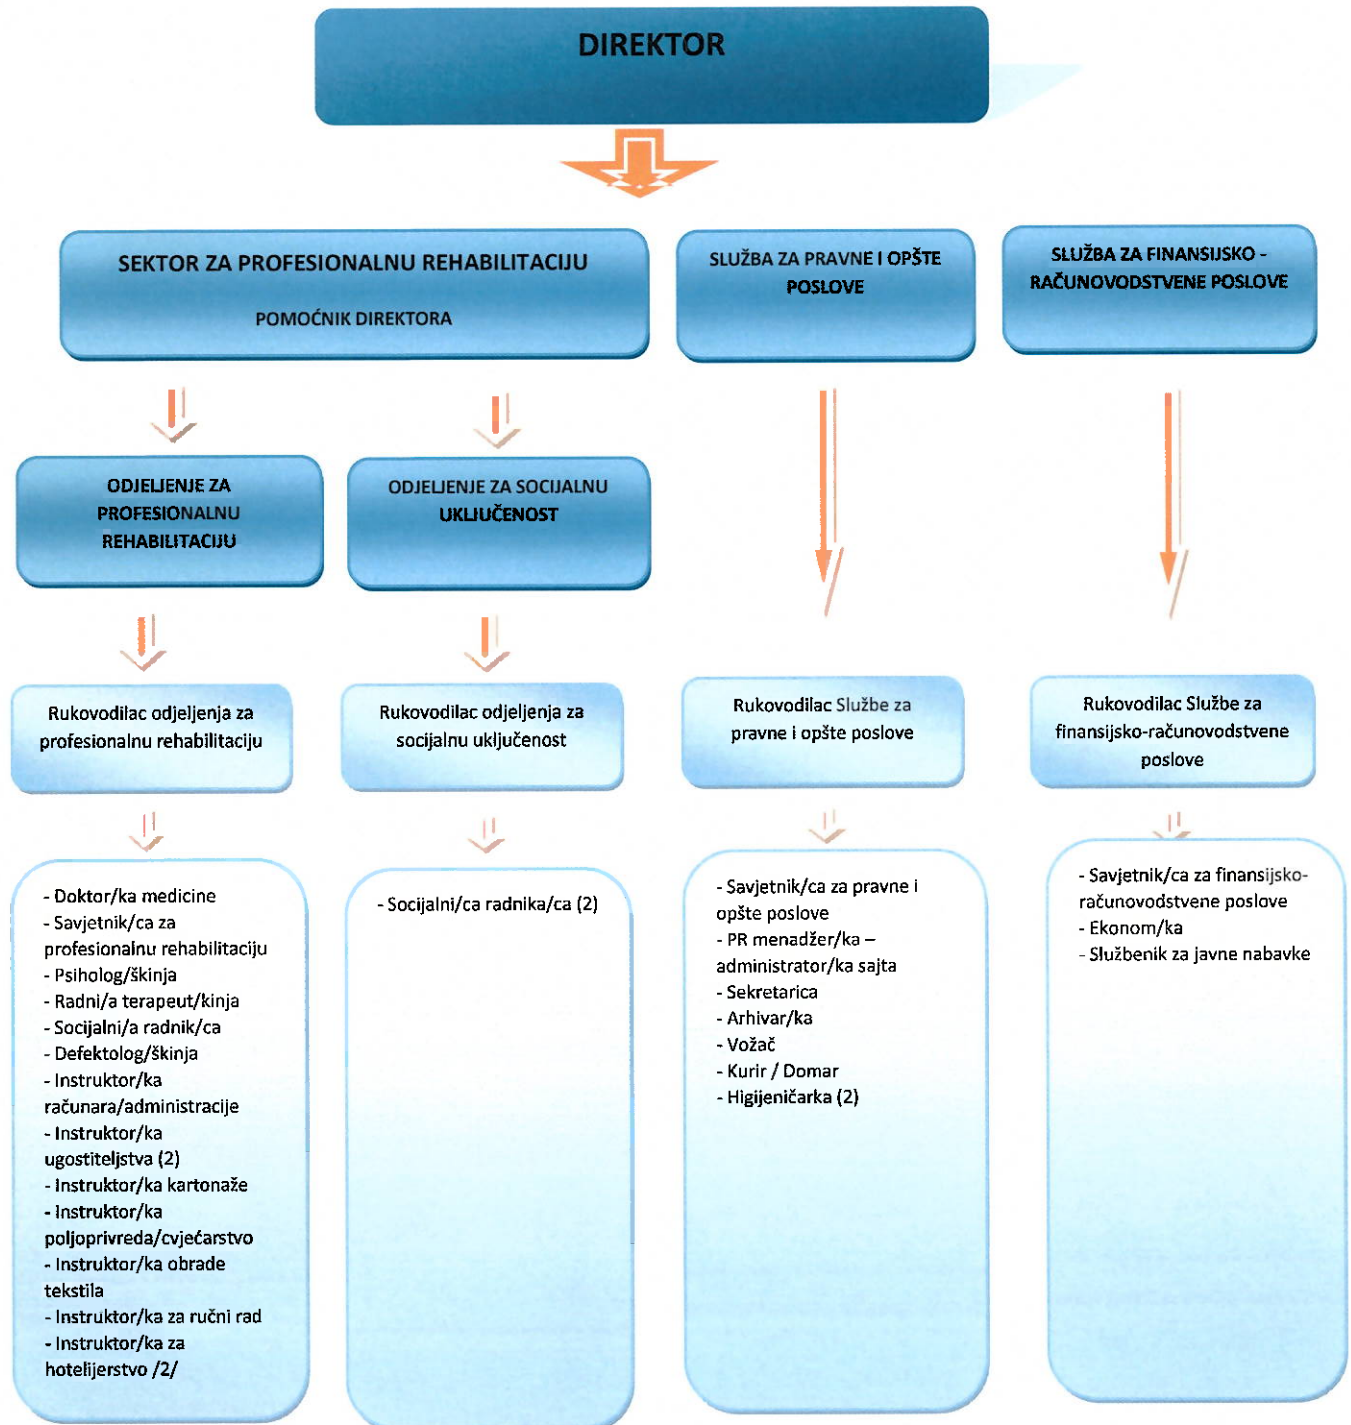 DIREKTOR
SEKTOR ZA PROFESIONALNU REHABILITACIJU
POMOĆNIK DIREKTORA
SLUŽBA ZA PRAVNE I OPŠTE
POSLOVE
SLUŽBA ZA FINANSIJSKO -
RAČUNOVODSTVENE POSLOVE
ODJELJENJE ZA
PROFESIONALNU
REHABILITACIJU
ODJELJENJE ZA SOCIJALNU
UKLJUČENOST
Rukovodilac odjeljenja za
profesionalnu rehabilitaciju
Rukovodilac odjeljenja za
socijalnu uključenost
Rukovodilac Službe za
pravne i opšte poslove
Rukovodilac Službe za
finansijsko-računovodstvene
poslove
- Doktor/ka medicine
- Savjetnik/ca za
profesionalnu rehabilitaciju
- Psiholog/škinja
- Radni/a terapeut/kinja
- Socijalni/a radnik/ca
- Defektolog/škinja
- Instruktor/ka
računara/administracije
- Instruktor/ka
ugostiteljstva (2)
- Instruktor/ka kartonaže
- Instruktor/ka
poljoprivreda/cvjećarstvo
- Instruktor/ka obrade
tekstila
- Instruktor/ka za ručni rad
- Instruktor/ka za
hotelijerstvo /2/
- Socijalni/ca radnika/ca (2)
- Savjetnik/ca za pravne i
opšte poslove
- PR menadžer/ka –
administrator/ka sajta
- Sekretarica
- Arhivar/ka
- Vožač
- Kurir / Domar
- Higijeničarka (2)
- Savjetnik/ca za finansijsko-
računovodstvene poslove
- Ekonom/ka
- Službenik za javne nabavke